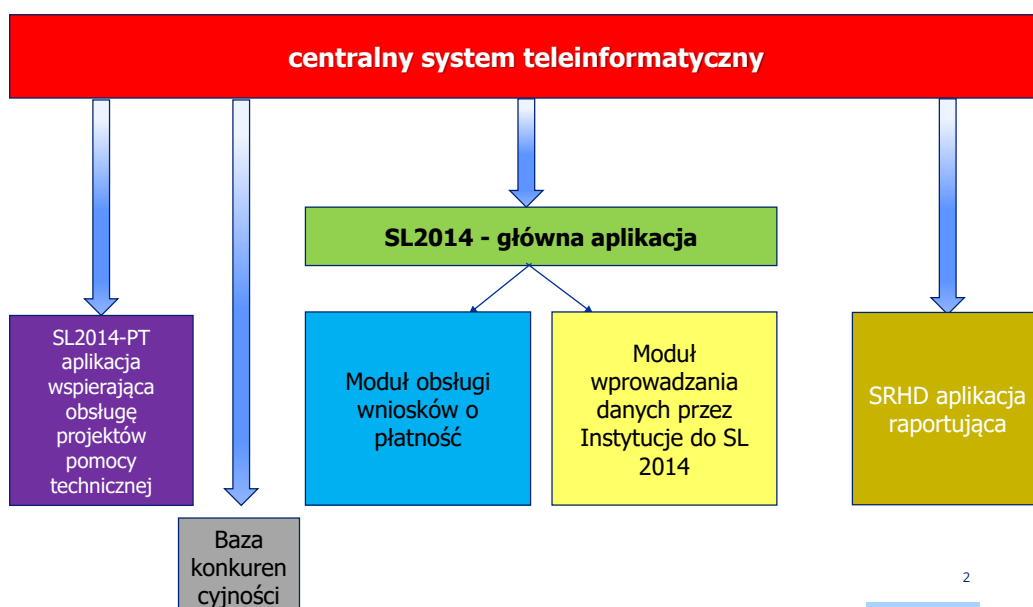 centralny system teleinformatyczny
SL2014 - główna aplikacja
SL2014-PT
aplikacja
wspierająca
obsługę
projektów
pomocy
technicznej
Moduł obsługi
wniosków o
płatność
Moduł
wprowadzania
danych przez
Instytucje do SL
2014
SRHD aplikacja
raportująca
Baza
konkuren
cyjności
2